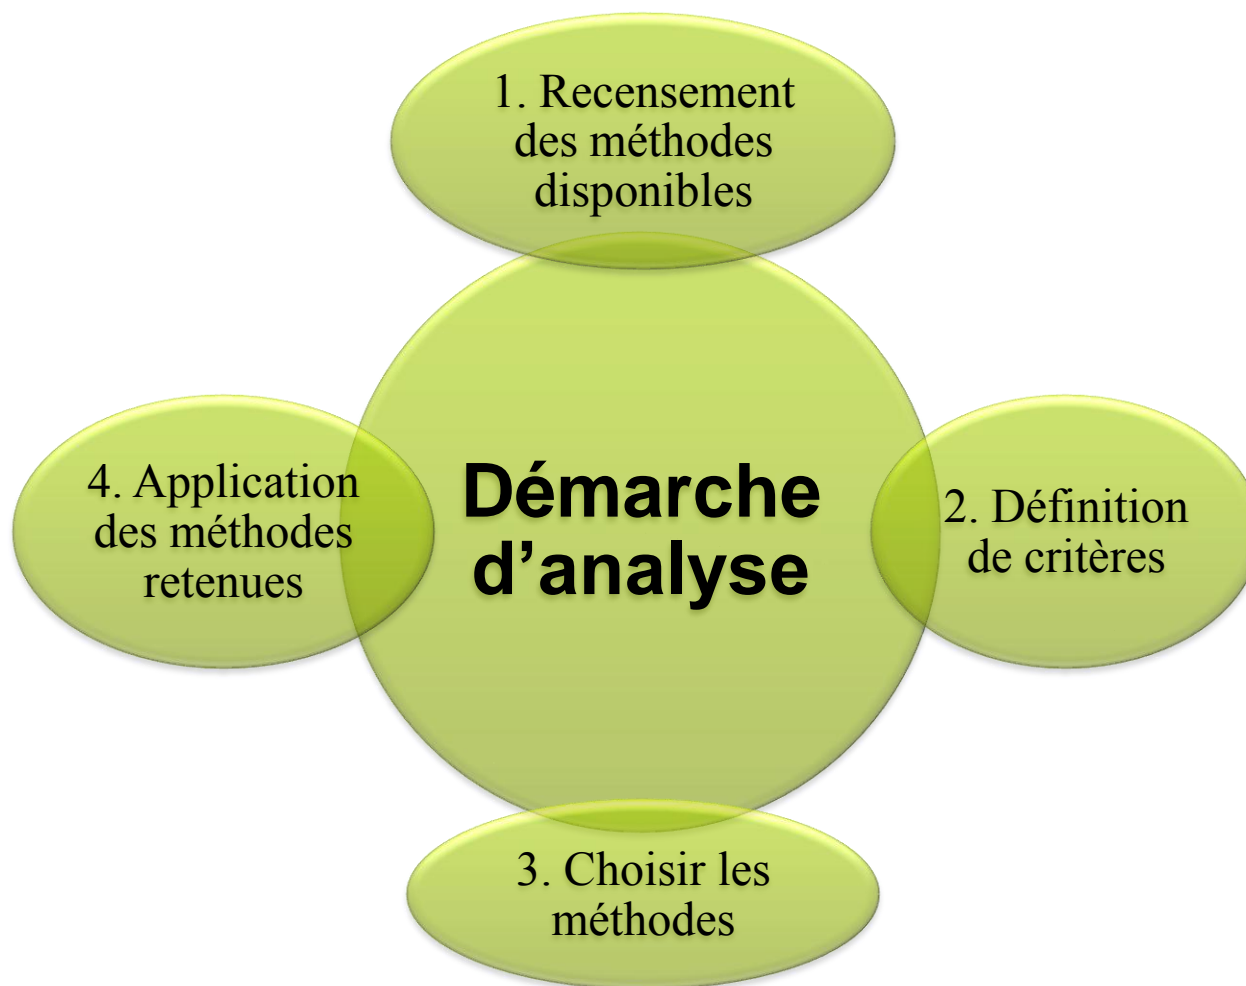 1. Recensement
des méthodes
disponibles
4. Application
des méthodes
retenues
Démarche
d’analyse
2. Définition
de critères
3. Choisir les
méthodes